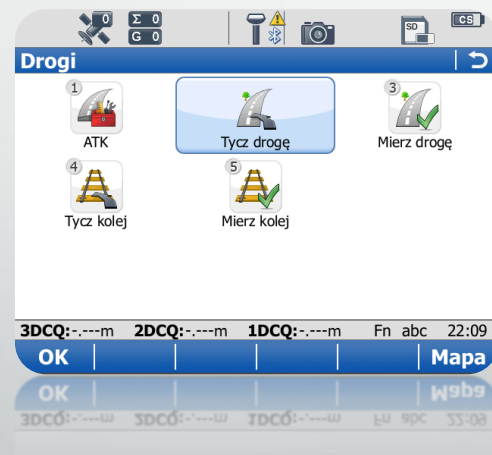 0 Σ 0 SD CS
G 0
Drogi
1 3
ATK Tycz drogę Mierz drogę
4 5
Tycz kolej Mierz kolej
3DCQ:-.---m 2DCQ:-.---m 1DCQ:-.---m Fn abc 22:09
OK Mapa